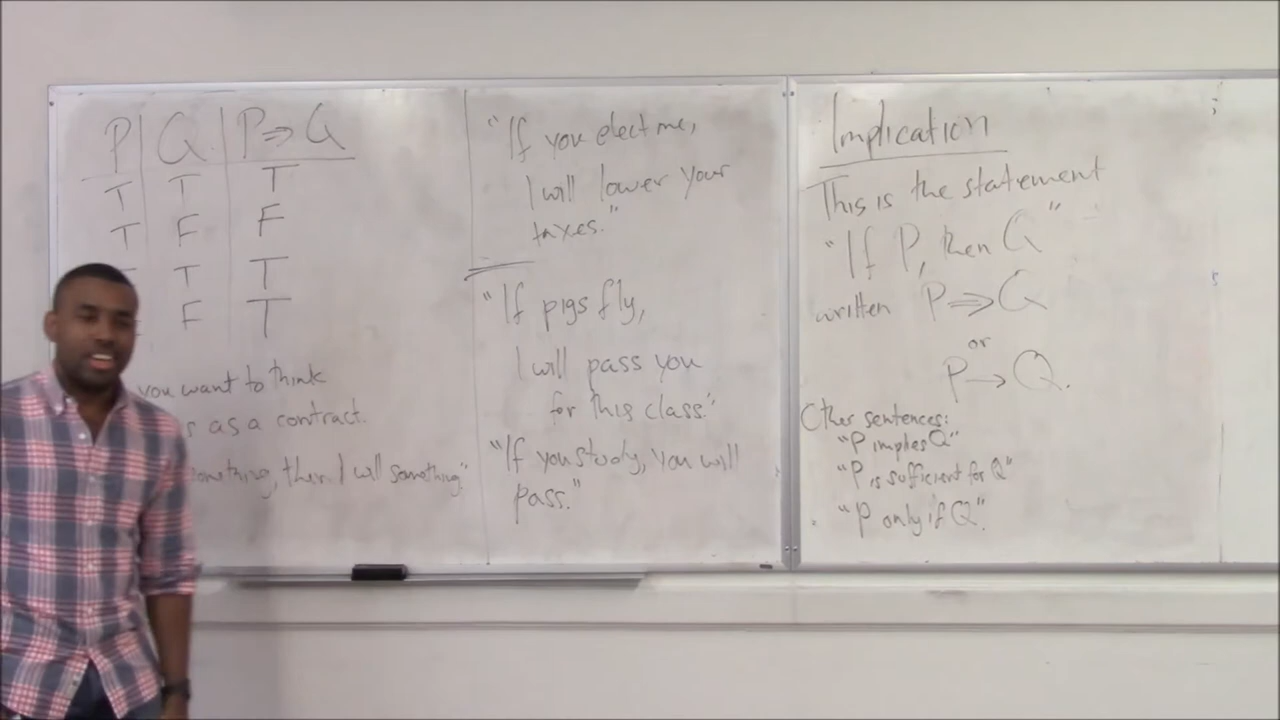 P Q P ⇒ Q
T T T
T F F
T T
F T
you want to think
s as a contract.
something, then I will something."
"If you elect me,
I will lower your
taxes."
"If pigs fly,
I will pass you
for this class."
"If you study, you will
pass."
Implication
This is the statement
"If P, then Q"
written P ⇒ Q
or
P → Q.
Other sentences:
"P implies Q"
"P is sufficient for Q"
"P only if Q".